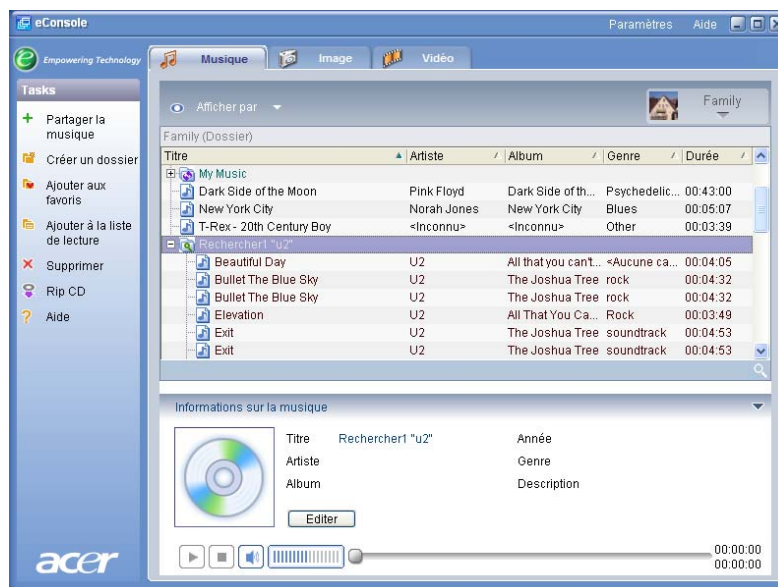 eConsole Paramètres Aide
Empowering Technology Musique Image Vidéo
Tasks
Partager la musique
Créer un dossier
Ajouter aux favoris
Ajouter à la liste de lecture
Supprimer
Rip CD
Aide
acer
Afficher par Family
Family (Dossier)
Titre Artiste Album Genre Durée
My Music
Dark Side of the Moon Pink Floyd Dark Side of th... Psychedelic... 00:43:00
New York City Norah Jones New York City Blues 00:05:07
T-Rex - 20th Century Boy <Inconnu> <Inconnu> Other 00:03:39
Rechercher1 "u2"
Beautiful Day U2 All that you can't... <Aucune ca... 00:04:05
Bullet The Blue Sky U2 The Joshua Tree rock 00:04:32
Bullet The Blue Sky U2 The Joshua Tree rock 00:04:32
Elevation U2 All That You Ca... Rock 00:03:49
Exit U2 The Joshua Tree soundtrack 00:04:53
Exit U2 The Joshua Tree soundtrack 00:04:53
Informations sur la musique
Titre Rechercher1 "u2" Année
Artiste Genre
Album Description
Editer
00:00:00
00:00:00